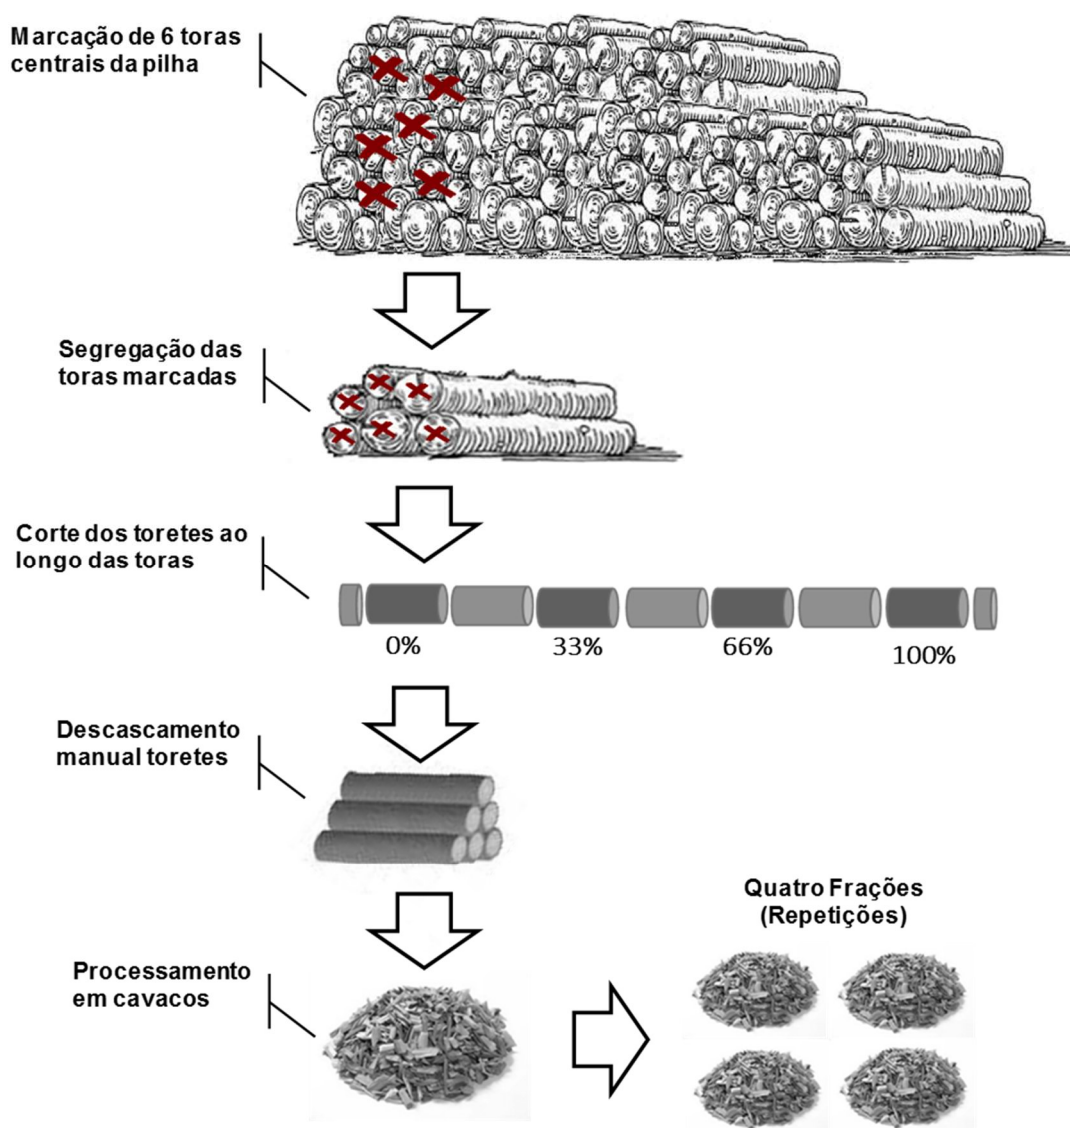 Marcação de 6 toras
centrais da pilha
Segregação das
toras marcadas
Corte dos toretes ao
longo das toras
0%
33%
66%
100%
Descascamento
manual toretes
Quatro Frações
(Repetições)
Processamento
em cavacos